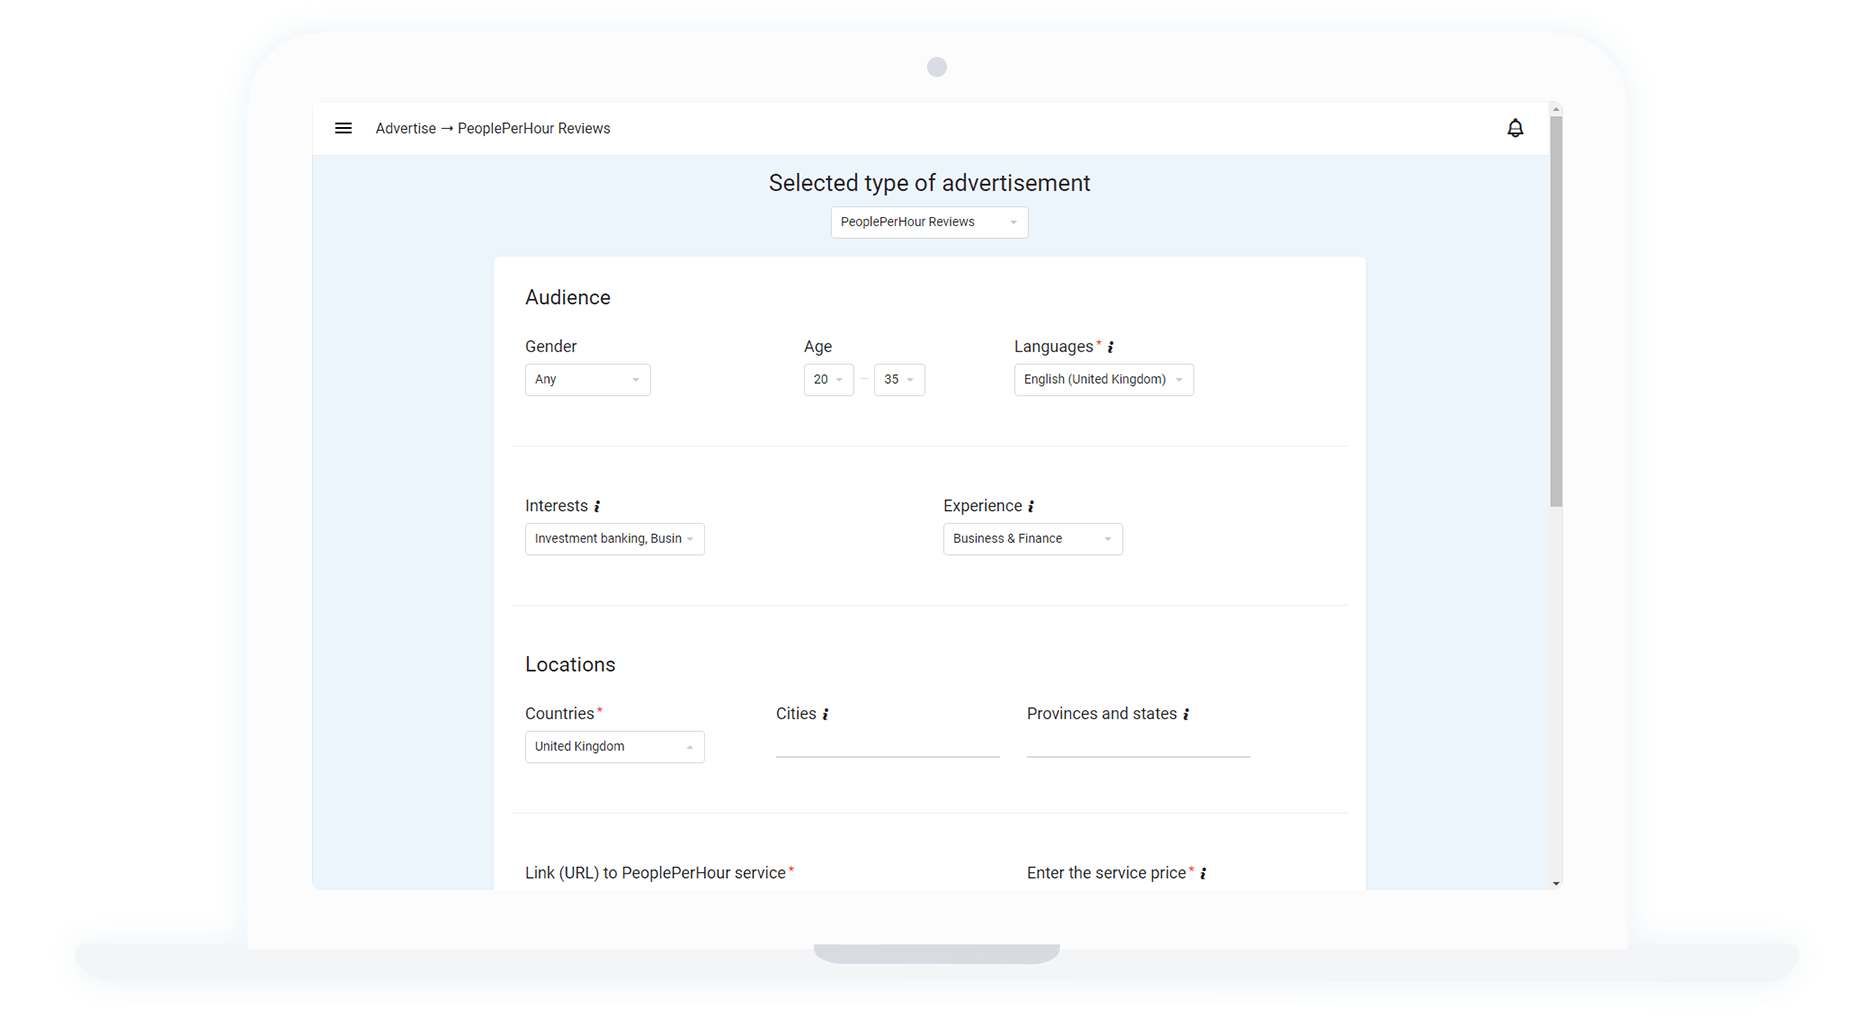 Advertise → PeoplePerHour Reviews
Selected type of advertisement
PeoplePerHour Reviews
Audience
Gender Age Languages* i
Any 20 – 35 English (United Kingdom)
Interests i Experience i
Investment banking, Busin Business & Finance
Locations
Countries* Cities i Provinces and states i
United Kingdom
Link (URL) to PeoplePerHour service* Enter the service price* i